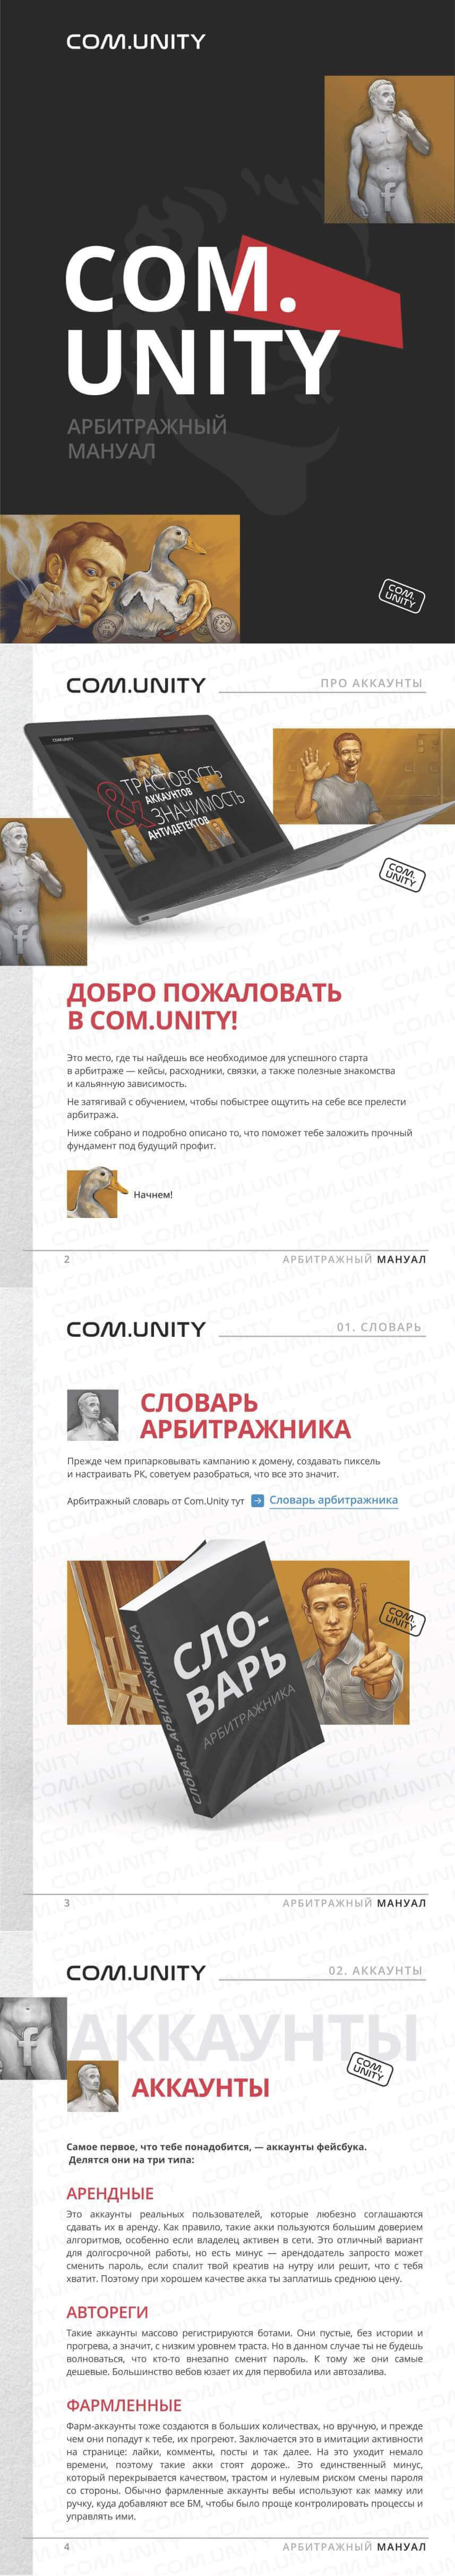 COM.UNITY
COM.
UNITY
АРБИТРАЖНЫЙ
МАНУАЛ
COM.
UNITY
COM.UNITY
ПРО АККАУНТЫ
COM.UNITY
ТРАСТОВОСТЬ
АККАУНТОВ
&
ЗНАЧИМОСТЬ
АНТИДЕТЕКТОВ
COM.
UNITY
ДОБРО ПОЖАЛОВАТЬ
В COM.UNITY!
Это место, где ты найдешь все необходимое для успешного старта
в арбитраже — кейсы, расходники, связки, а также полезные знакомства
и кальянную зависимость.
Не затягивай с обучением, чтобы побыстрее ощутить на себе все прелести
арбитража.
Ниже собрано и подробно описано то, что поможет тебе заложить прочный
фундамент под будущий профит.
Начнем!
2
АРБИТРАЖНЫЙ МАНУАЛ
COM.UNITY
01. СЛОВАРЬ
СЛОВАРЬ
АРБИТРАЖНИКА
Прежде чем припарковывать кампанию к домену, создавать пиксель
и настраивать РК, советуем разобраться, что все это значит.
Арбитражный словарь от Com.Unity тут → Словарь арбитражника
СЛО-
ВАРЬ
АРБИТРАЖНИКА
СЛОВАРЬ АРБИТРАЖНИКА
COM.
UNITY
3
АРБИТРАЖНЫЙ МАНУАЛ
COM.UNITY
02. АККАУНТЫ
АККАУНТЫ
COM.
UNITY
АККАУНТЫ
Самое первое, что тебе понадобится, — аккаунты фейсбука.
Делятся они на три типа:
АРЕНДНЫЕ
Это аккаунты реальных пользователей, которые любезно соглашаются
сдавать их в аренду. Как правило, такие акки пользуются большим доверием
алгоритмов, особенно если владелец активен в сети. Это отличный вариант
для долгосрочной работы, но есть минус — арендодатель запросто может
сменить пароль, если спалит твой креатив на нутру или решит, что с тебя
хватит. Поэтому при хорошем качестве акка ты заплатишь среднюю цену.
АВТОРЕГИ
Такие аккаунты массово регистрируются ботами. Они пустые, без истории и
прогрева, а значит, с низким уровнем траста. Но в данном случае ты не будешь
волноваться, что кто-то внезапно сменит пароль. К тому же они самые
дешевые. Большинство вебов юзает их для первобила или автозалива.
ФАРМЛЕННЫЕ
Фарм-аккаунты тоже создаются в больших количествах, но вручную, и прежде
чем они попадут к тебе, их прогреют. Заключается это в имитации активности
на странице: лайки, комменты, посты и так далее. На это уходит немало
времени, поэтому такие акки стоят дороже.. Это единственный минус,
который перекрывается качеством, трастом и нулевым риском смены пароля
со стороны. Обычно фармленные аккаунты вебы используют как мамку или
ручку, куда добавляют все БМ, чтобы было проще контролировать процессы и
управлять ими.
4
АРБИТРАЖНЫЙ МАНУАЛ